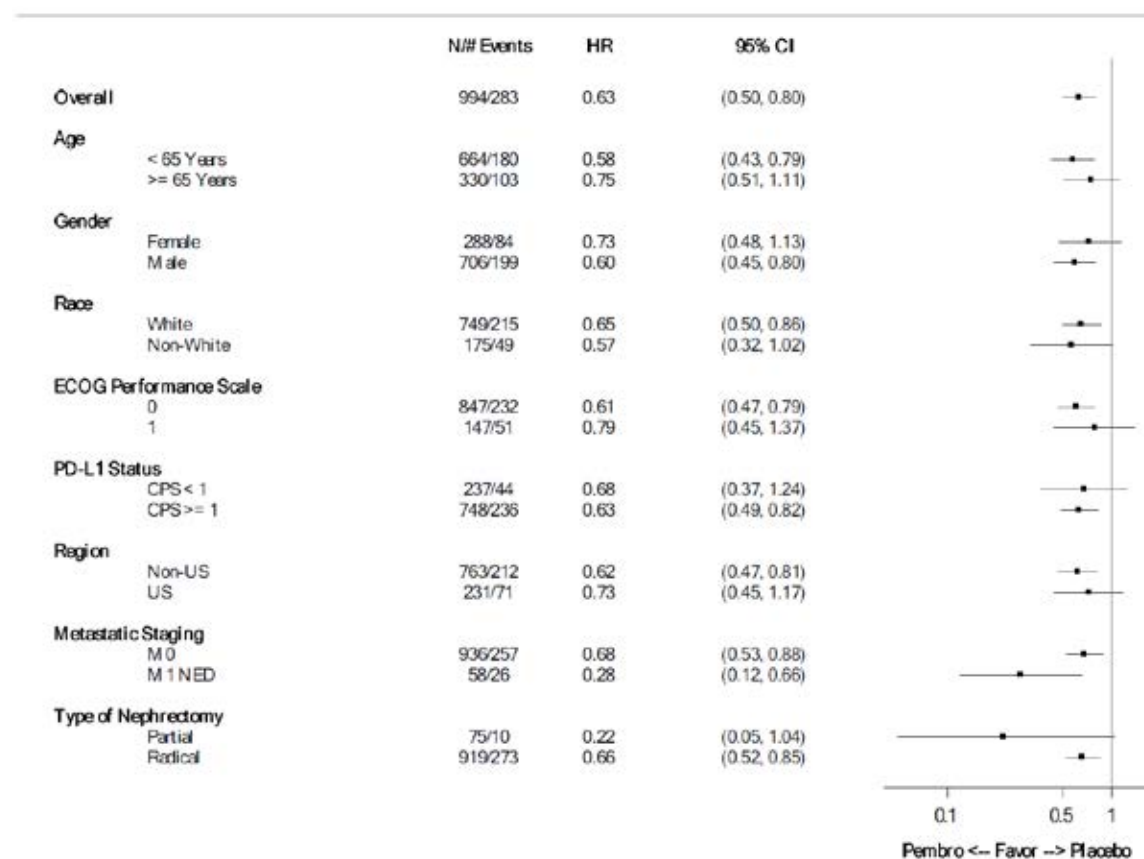 N/# Events HR 95% CI
Overall 994/283 0.63 (0.50, 0.80)
Age
< 65 Years 664/180 0.58 (0.43, 0.79)
>= 65 Years 330/103 0.75 (0.51, 1.11)
Gender
Female 288/84 0.73 (0.48, 1.13)
Male 706/199 0.60 (0.45, 0.80)
Race
White 749/215 0.65 (0.50, 0.86)
Non-White 175/49 0.57 (0.32, 1.02)
ECOG Performance Scale
0 847/232 0.61 (0.47, 0.79)
1 147/51 0.79 (0.45, 1.37)
PD-L1 Status
CPS < 1 237/44 0.68 (0.37, 1.24)
CPS >= 1 748/236 0.63 (0.49, 0.82)
Region
Non-US 763/212 0.62 (0.47, 0.81)
US 231/71 0.73 (0.45, 1.17)
Metastatic Staging
M0 936/257 0.68 (0.53, 0.88)
M1 NED 58/26 0.28 (0.12, 0.66)
Type of Nephrectomy
Partial 75/10 0.22 (0.05, 1.04)
Radical 919/273 0.66 (0.52, 0.85)
0.1 0.5 1
Pembro <-- Favor --> Placebo